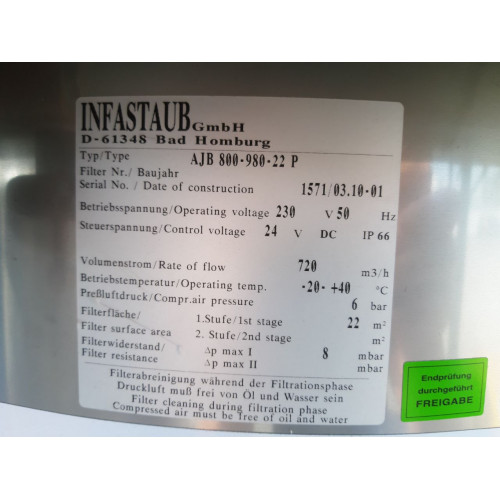 INFASTAUB GmbH
D-61348 Bad Homburg
Typ/Type AJB 800-980-22 P
Filter Nr./ Baujahr
Serial No. / Date of construction 1571/03.10-01
Betriebsspannung/Operating voltage 230 V 50 Hz
Steuerspannung/Control voltage 24 V DC IP 66
Volumenstrom/Rate of flow 720 m3/h
Betriebstemperatur/Operating temp. -20- +40 °C
Preßluftdruck/Compr.air pressure 6 bar
Filterfläche/ 1.Stufe/1st stage 22 m²
Filter surface area 2. Stufe/2nd stage m²
Filterwiderstand/ Δp max I 8 mbar
Filter resistance Δp max II mbar
Filterabreinigung während der Filtrationsphase
Druckluft muß frei von Öl und Wasser sein
Filter cleaning during filtration phase
Compressed air must be free of oil and water
Endprüfung
durchgeführt
FREIGABE